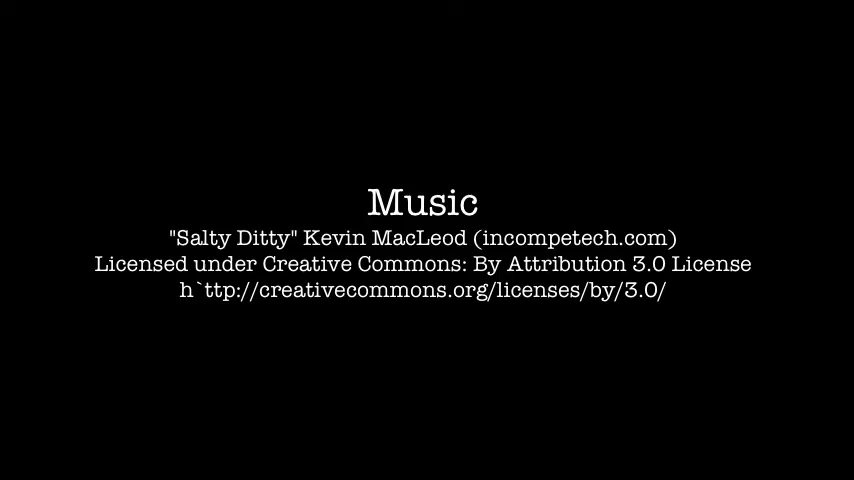 Music
"Salty Ditty" Kevin MacLeod (incompetech.com)
Licensed under Creative Commons: By Attribution 3.0 License
h`ttp://creativecommons.org/licenses/by/3.0/